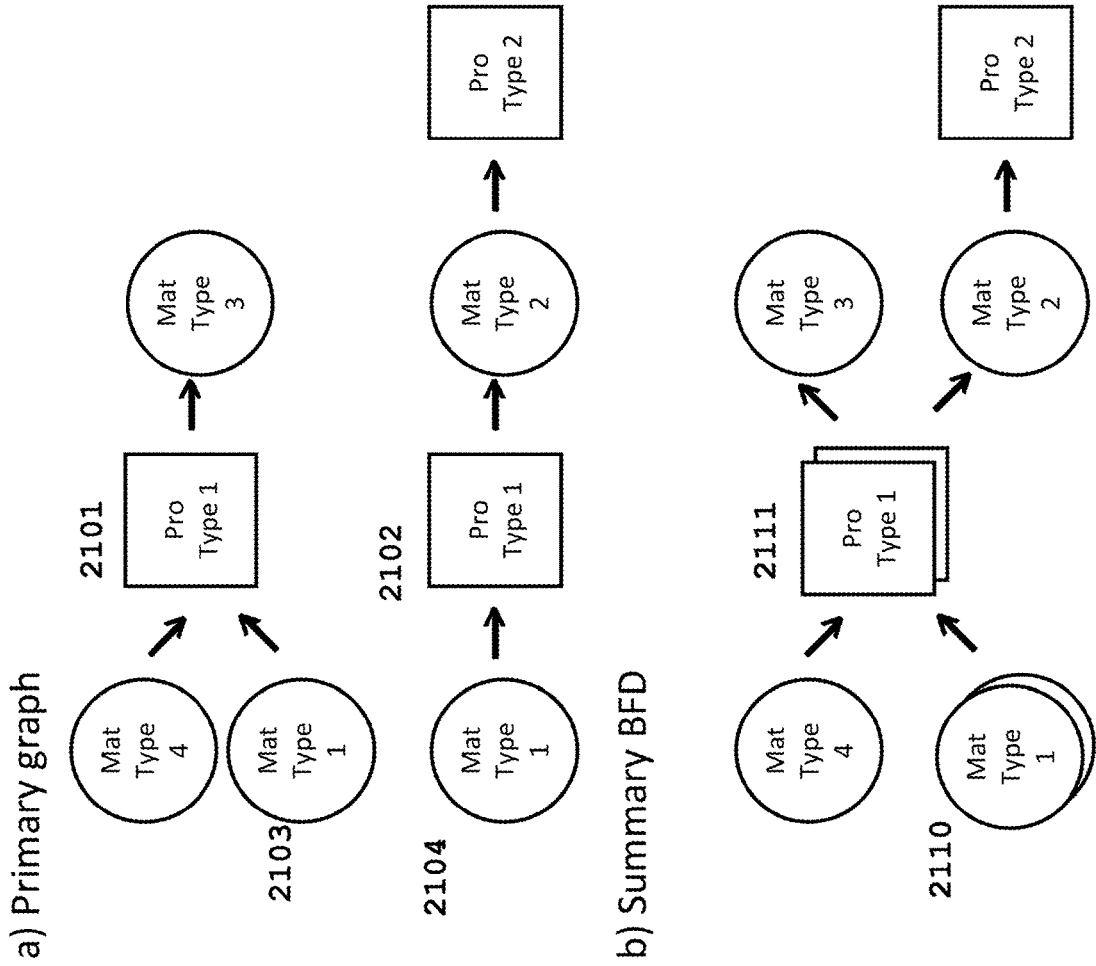 a) Primary graph
2101
Mat
Type
4
Pro
Type 1
Mat
Type
3
2103
Mat
Type
1
2102
2104
Mat
Type
1
Pro
Type 1
Mat
Type
2
Pro
Type 2
b) Summary BFD
2111
Mat
Type
4
Pro
Type 1
Mat
Type
3
2110
Mat
Type
1
Mat
Type
2
Pro
Type 2